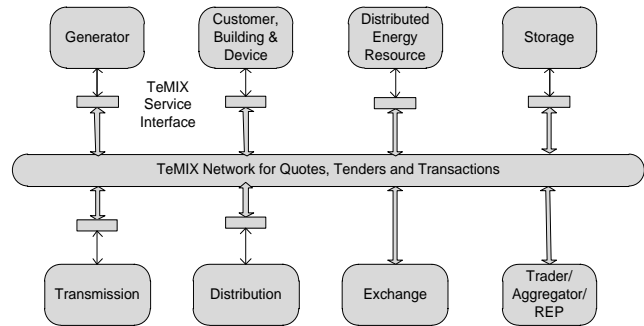 Generator
Customer,
Building &
Device
Distributed
Energy
Resource
Storage
TeMIX
Service
Interface
TeMIX Network for Quotes, Tenders and Transactions
Transmission
Distribution
Exchange
Trader/
Aggregator/
REP